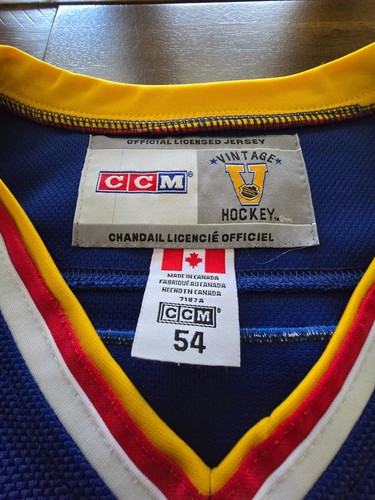 OFFICIAL LICENSED JERSEY
CCM
VINTAGE
V
HOCKEY
CHANDAIL LICENCIÉ OFFICIEL
MADE IN CANADA
FABRIQUÉ AU CANADA
HECHO EN CANADA
7187A
CCM
54